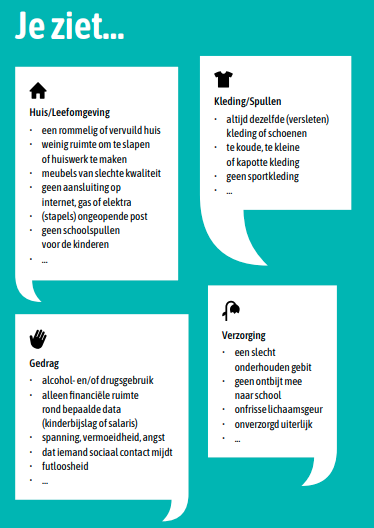 Je ziet...
Huis/Leefomgeving
• een rommelig of vervuild huis
• weinig ruimte om te slapen
of huiswerk te maken
• meubels van slechte kwaliteit
• geen aansluiting op
internet, gas of elektra
• (stapels) ongeopende post
• geen schoolspullen
voor de kinderen
• ...
Kleding/Spullen
• altijd dezelfde (versleten)
kleding of schoenen
• te koude, te kleine
of kapotte kleding
• geen sportkleding
• ...
Gedrag
• alcohol- en/of drugsgebruik
• alleen financiële ruimte
rond bepaalde data
(kinderbijslag of salaris)
• spanning, vermoeidheid, angst
• dat iemand sociaal contact mijdt
• futloosheid
• ...
Verzorging
• een slecht
onderhouden gebit
• geen ontbijt mee
naar school
• onfrisse lichaamsgeur
• onverzorgd uiterlijk
• ...